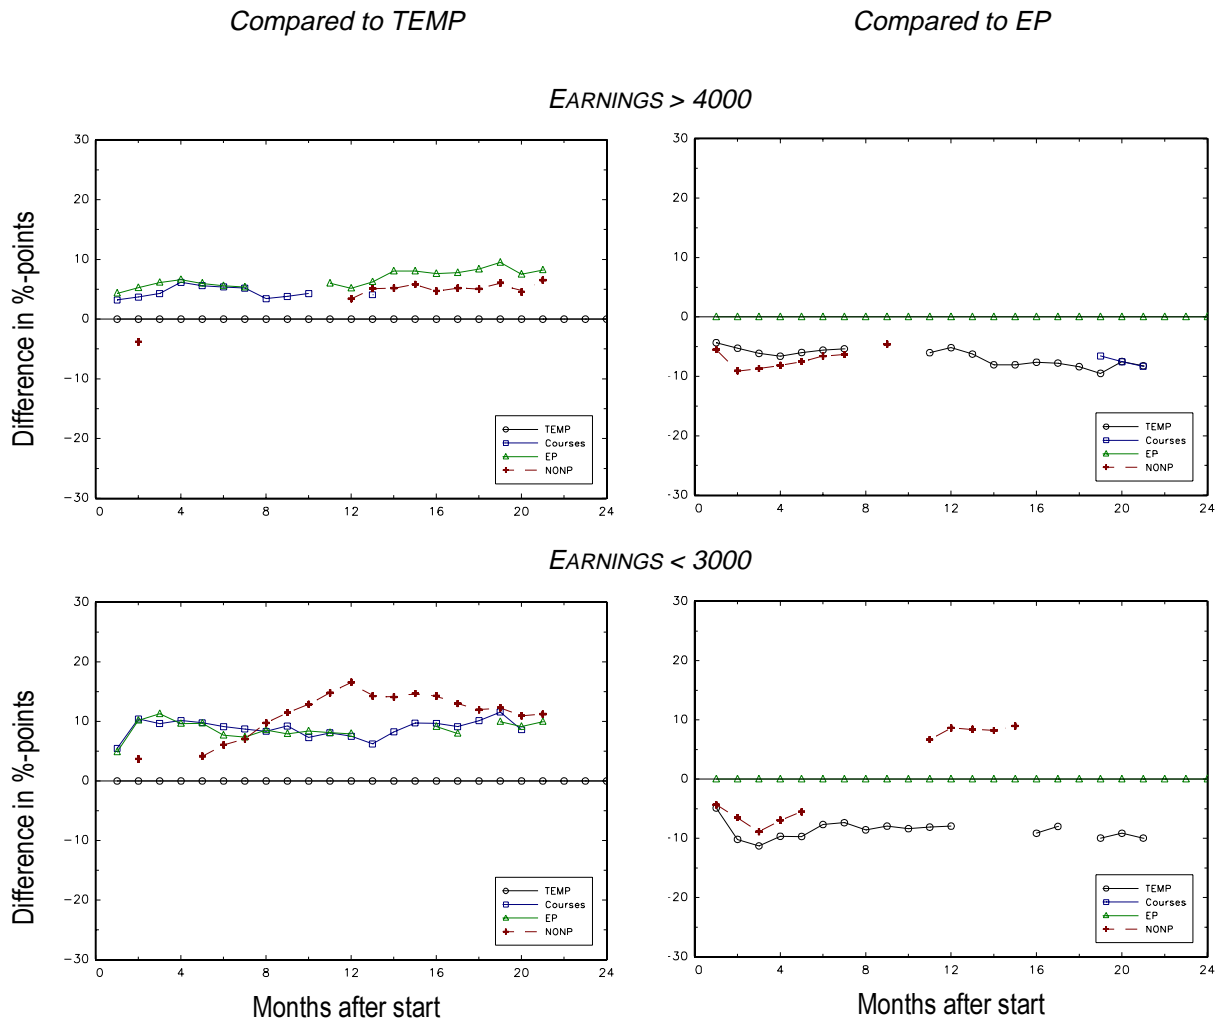 Compared to TEMP
Compared to EP
EARNINGS > 4000
Difference in %-points
30
20
10
0
-10
-20
-30
0
4
8
12
16
20
24
TEMP
Courses
EP
NONP
30
20
10
0
-10
-20
-30
0
4
8
12
16
20
24
TEMP
Courses
EP
NONP
EARNINGS < 3000
Difference in %-points
30
20
10
0
-10
-20
-30
0
4
8
12
16
20
24
TEMP
Courses
EP
NONP
Months after start
30
20
10
0
-10
-20
-30
0
4
8
12
16
20
24
TEMP
Courses
EP
NONP
Months after start